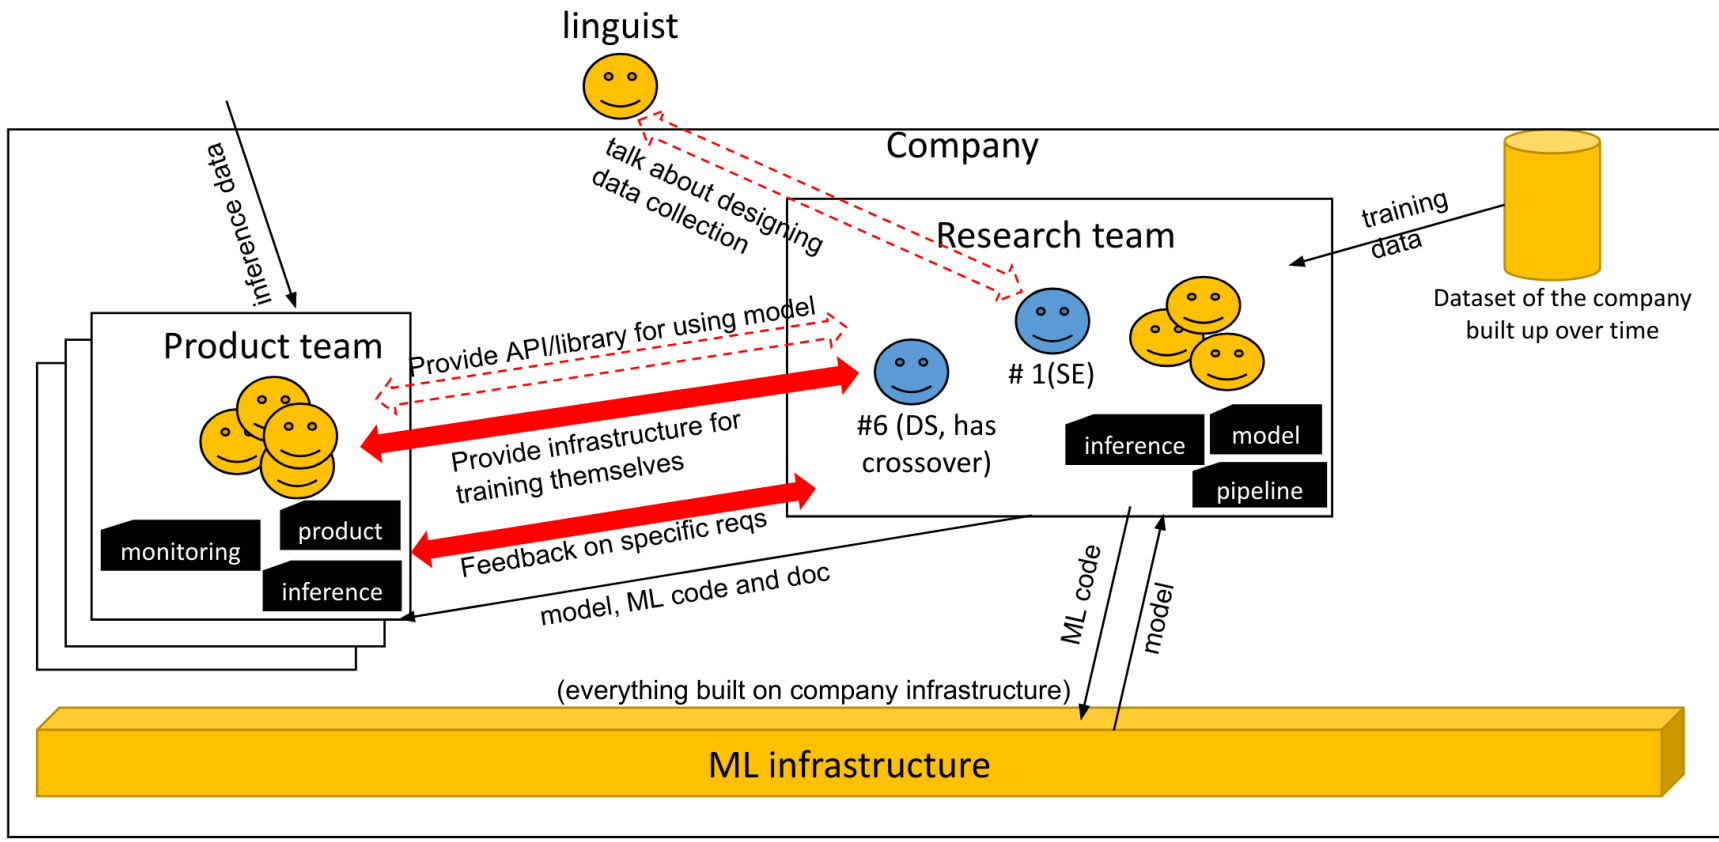 linguist
Company
inference data
talk about designing
data collection
Research team
training
data
Dataset of the company
built up over time
Product team
Provide API/library for using model
# 1(SE)
#6 (DS, has
crossover)
inference
model
pipeline
Provide infrastructure for
training themselves
product
monitoring
inference
Feedback on specific reqs
model, ML code and doc
ML code
model
(everything built on company infrastructure)
ML infrastructure